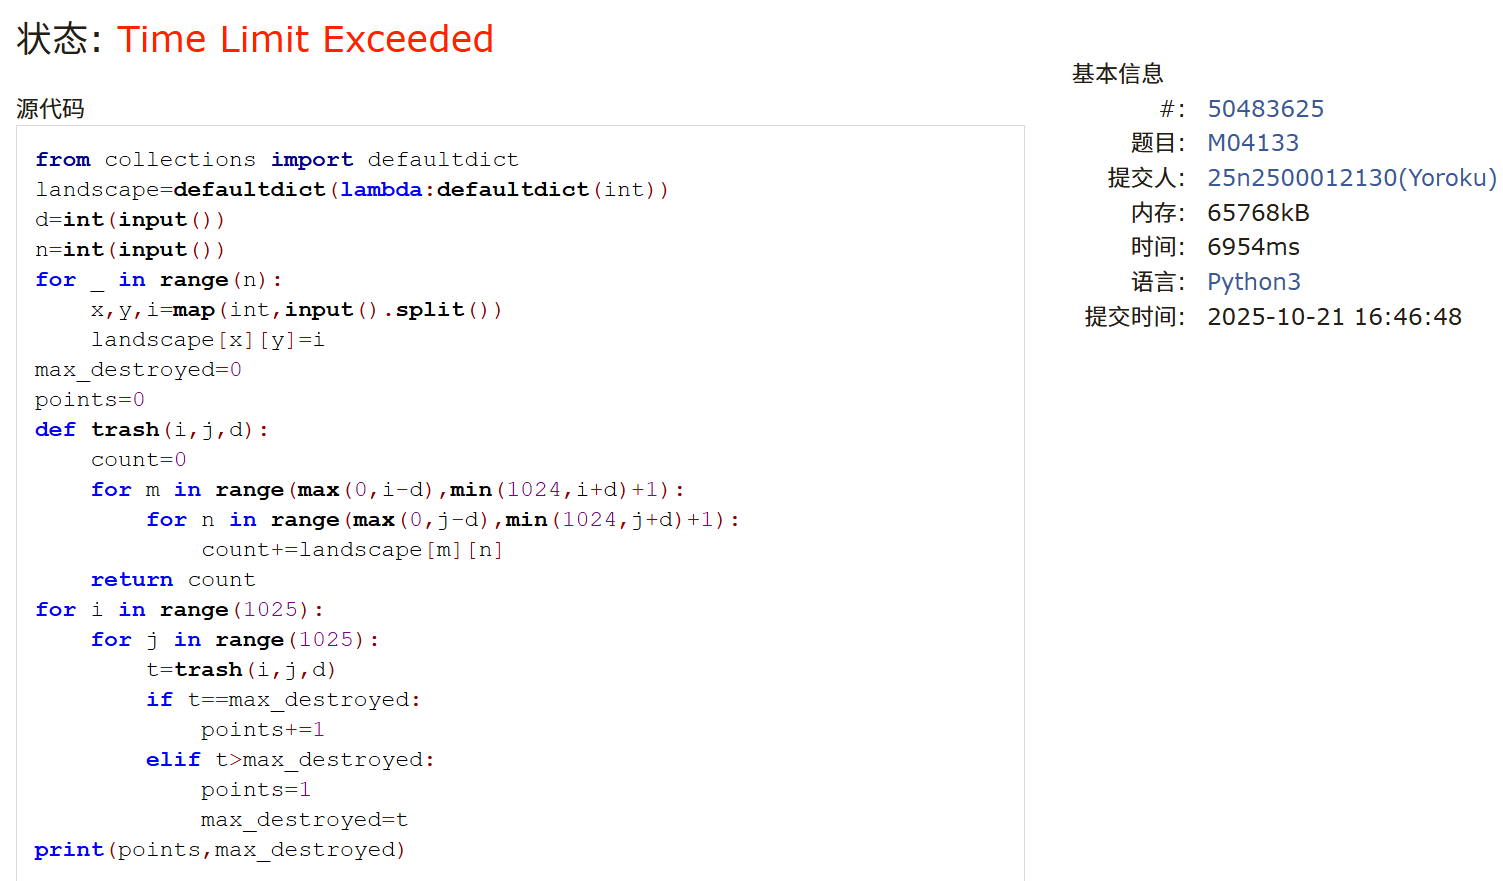 状态: Time Limit Exceeded
源代码
from collections import defaultdict
landscape=defaultdict(lambda:defaultdict(int))
d=int(input())
n=int(input())
for _ in range(n):
    x,y,i=map(int,input().split())
    landscape[x][y]=i
max_destroyed=0
points=0
def trash(i,j,d):
    count=0
    for m in range(max(0,i-d),min(1024,i+d)+1):
        for n in range(max(0,j-d),min(1024,j+d)+1):
            count+=landscape[m][n]
    return count
for i in range(1025):
    for j in range(1025):
        t=trash(i,j,d)
        if t==max_destroyed:
            points+=1
        elif t>max_destroyed:
            points=1
            max_destroyed=t
print(points,max_destroyed)
基本信息
#: 50483625
题目: M04133
提交人: 25n2500012130(Yoroku)
内存: 65768kB
时间: 6954ms
语言: Python3
提交时间: 2025-10-21 16:46:48